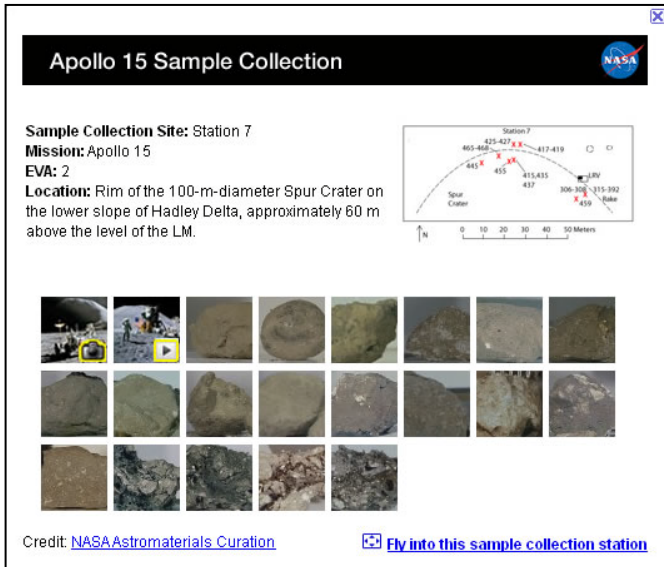 Apollo 15 Sample Collection
NASA
Sample Collection Site: Station 7
Mission: Apollo 15
EVA: 2
Location: Rim of the 100-m-diameter Spur Crater on
the lower slope of Hadley Delta, approximately 60 m
above the level of the LM.
Station 7
425-427
417-419
465-468
445
455
415,435
437
LRV
306-308
315-392
Rake
459
Spur
Crater
N
0 10 20 30 40 50 Meters
Credit: NASA Astromaterials Curation
Fly into this sample collection station